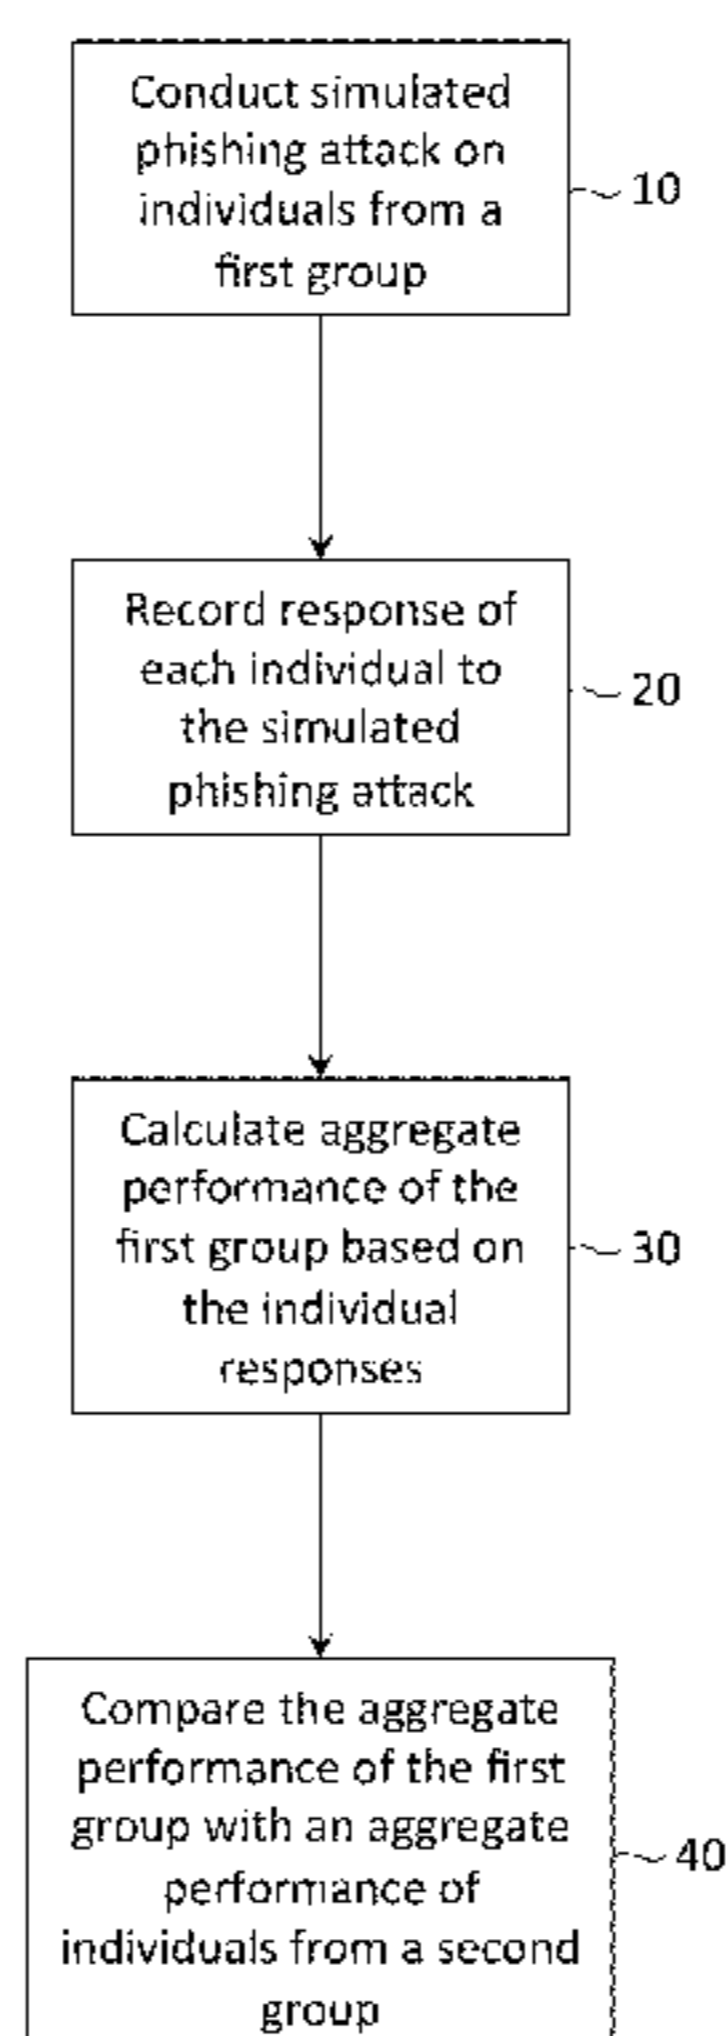 Conduct simulated
phishing attack on
individuals from a
first group
10
Record response of
each individual to
the simulated
phishing attack
20
Calculate aggregate
performance of the
first group based on
the individual
responses
30
Compare the aggregate
performance of the first
group with an aggregate
performance of
individuals from a second
group
40